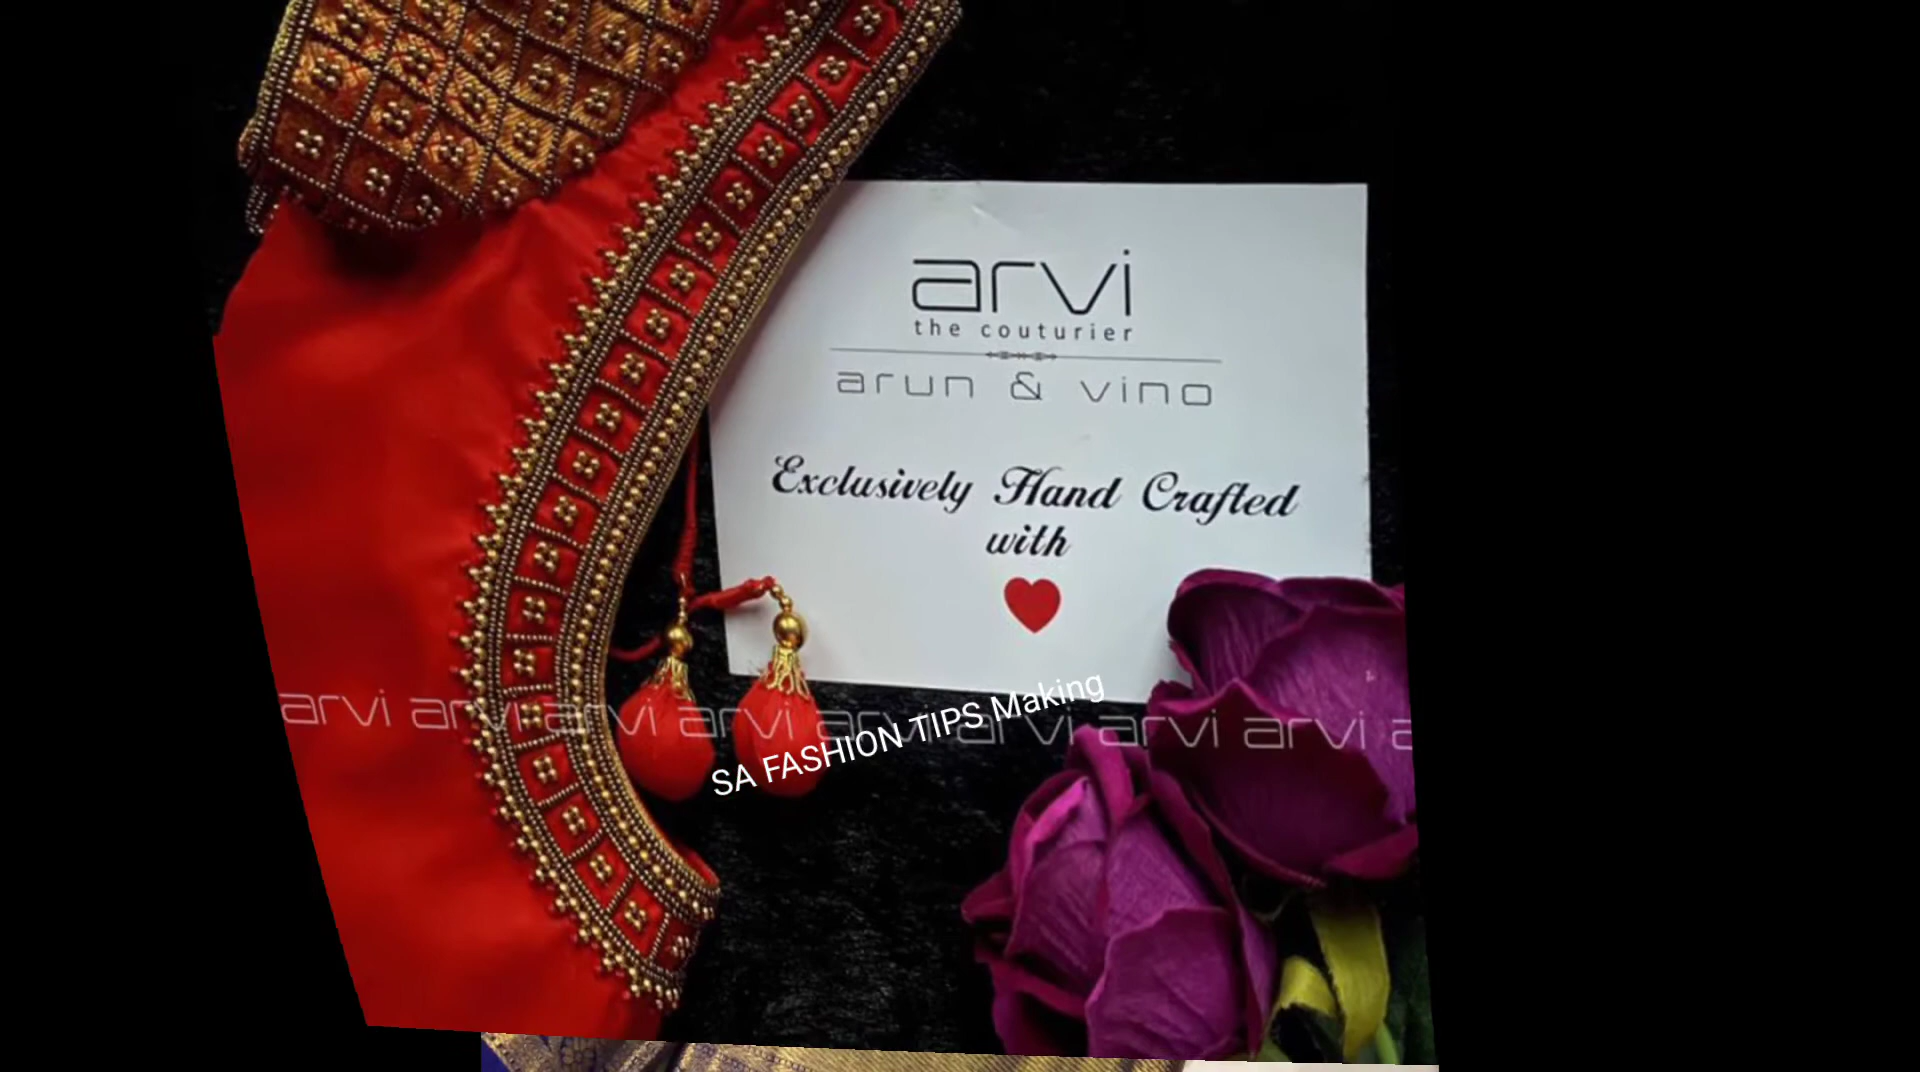 arvi
the couturier
arun & vino
Exclusively Hand Crafted
with
SA FASHION TIPS Making
arvi arvi arvi arvi arvi arvi arvi arvi